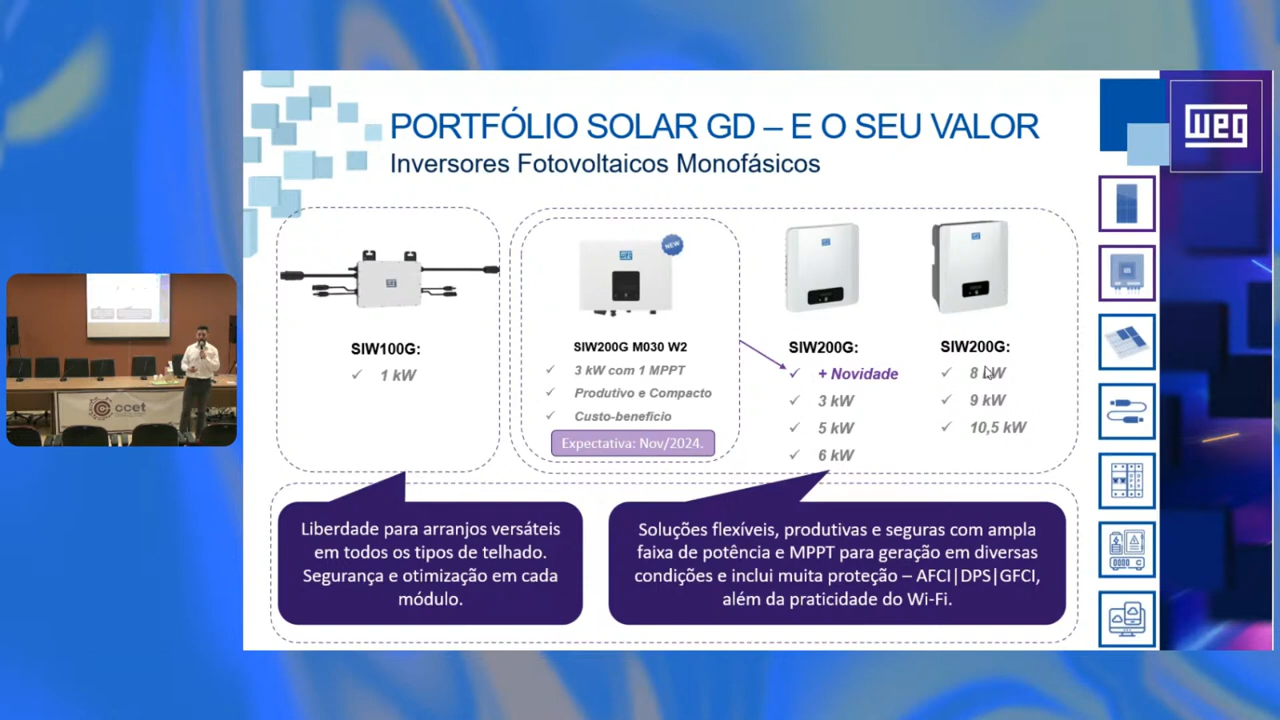 PORTFÓLIO SOLAR GD – E O SEU VALOR
Inversores Fotovoltaicos Monofásicos
weg
NEW
SIW100G:
✓ 1 kW
SIW200G M030 W2
✓ 3 kW com 1 MPPT
✓ Produtivo e Compacto
✓ Custo-benefício
Expectativa: Nov/2024.
SIW200G:
✓ + Novidade
✓ 3 kW
✓ 5 kW
✓ 6 kW
SIW200G:
✓ 8 kW
✓ 9 kW
✓ 10,5 kW
Liberdade para arranjos versáteis
em todos os tipos de telhado.
Segurança e otimização em cada
módulo.
Soluções flexíveis, produtivas e seguras com ampla
faixa de potência e MPPT para geração em diversas
condições e inclui muita proteção – AFCI|DPS|GFCI,
além da praticidade do Wi-Fi.
ccet